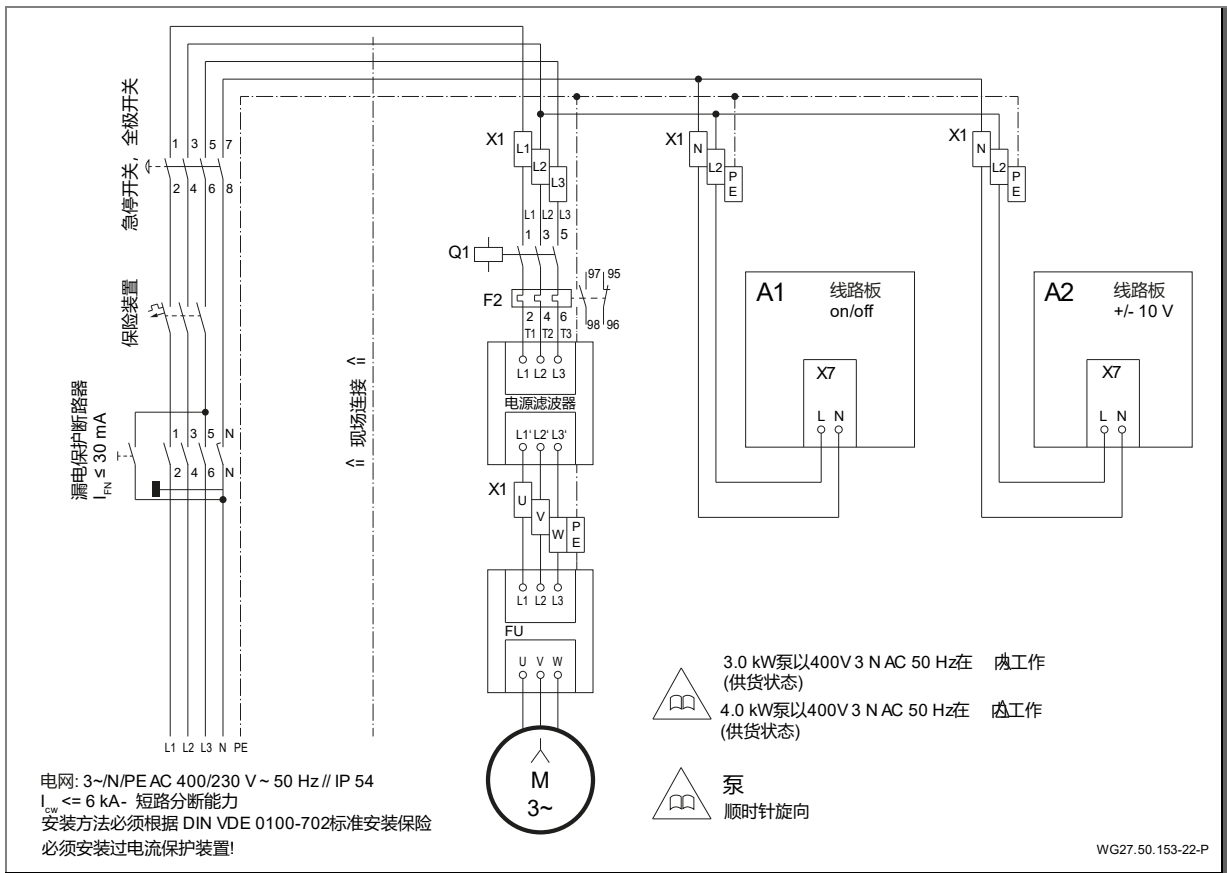 急停开关，全极开关
1 3 5 7
2 4 6 8
保险装置
漏电保护断路器
IFN ≤ 30 mA
1 3 5 N
2 4 6 N
L1 L2 L3 N PE
<= 现场连接 <=
X1
L1
L2
L3
L1 L2 L3
1 3 5
Q1
F2
97 95
98 96
2 4 6
T1 T2 T3
L1 L2 L3
电源滤波器
L1' L2' L3'
X1
U
V
W
PE
L1 L2 L3
FU
U V W
M
3~
X1
N
L2
PE
X1
N
L2
PE
A1
线路板
on/off
X7
L N
A2
线路板
+/- 10 V
X7
L N
3.0 kW泵以400V 3 N AC 50 Hz在 内工作
(供货状态)
4.0 kW泵以400V 3 N AC 50 Hz在 内工作
(供货状态)
泵
顺时针旋向
电网: 3~/N/PE AC 400/230 V ~ 50 Hz // IP 54
Icw <= 6 kA - 短路分断能力
安装方法必须根据 DIN VDE 0100-702标准安装保险
必须安装过电流保护装置!
WG27.50.153-22-P